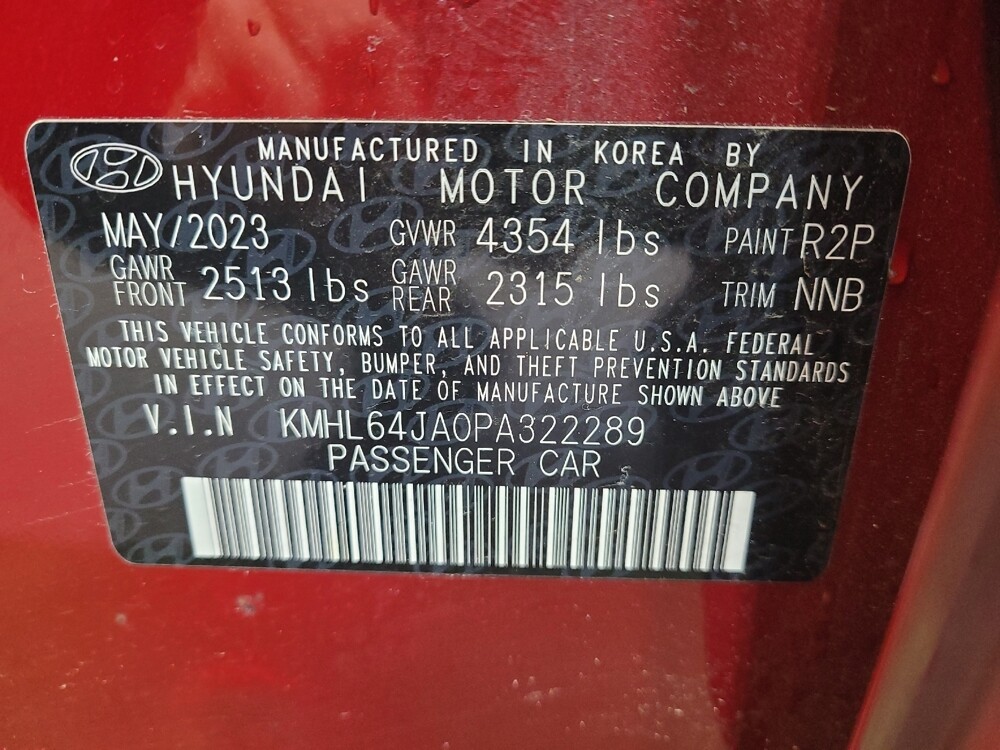 MANUFACTURED IN KOREA BY
HYUNDAI MOTOR COMPANY
MAY/2023 GVWR 4354 lbs PAINT R2P
GAWR FRONT 2513 lbs GAWR REAR 2315 lbs TRIM NNB
THIS VEHICLE CONFORMS TO ALL APPLICABLE U.S.A. FEDERAL
MOTOR VEHICLE SAFETY, BUMPER, AND THEFT PREVENTION STANDARDS
IN EFFECT ON THE DATE OF MANUFACTURE SHOWN ABOVE
V.I.N KMHL64JA0PA322289
PASSENGER CAR